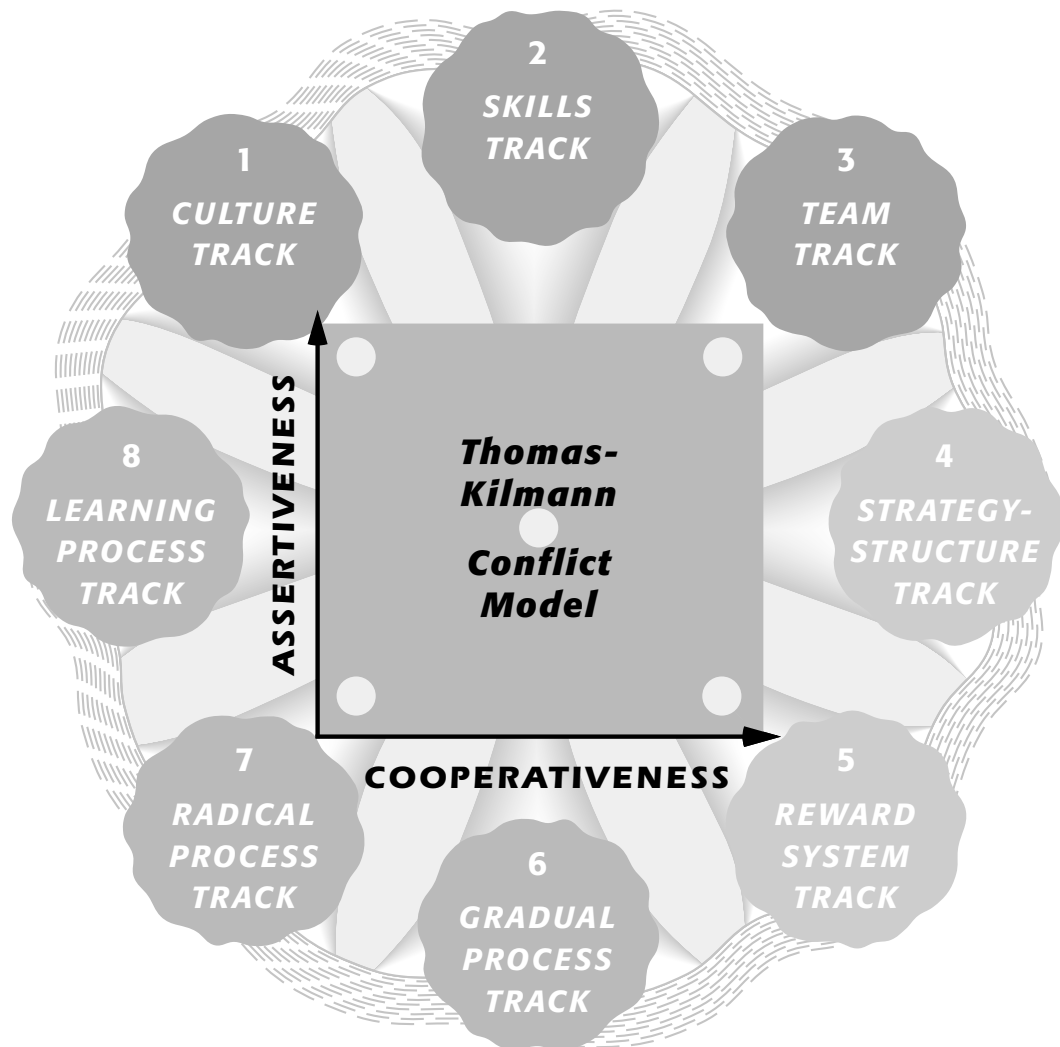 2
SKILLS
TRACK
1
CULTURE
TRACK
3
TEAM
TRACK
8
LEARNING
PROCESS
TRACK
ASSERTIVENESS
Thomas-
Kilmann
Conflict
Model
4
STRATEGY-
STRUCTURE
TRACK
COOPERATIVENESS
7
RADICAL
PROCESS
TRACK
5
REWARD
SYSTEM
TRACK
6
GRADUAL
PROCESS
TRACK